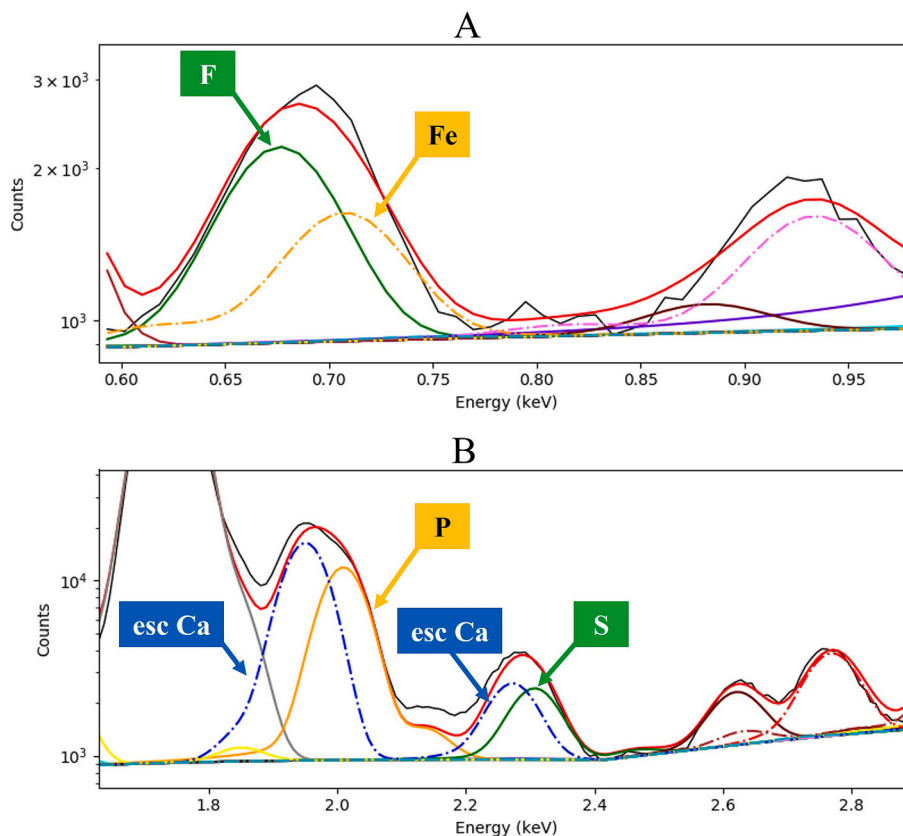 A
F
Fe
3 × 10³
2 × 10³
10³
Counts
0.60 0.65 0.70 0.75 0.80 0.85 0.90 0.95
Energy (keV)
B
P
esc Ca
esc Ca
S
10⁴
10³
Counts
1.8 2.0 2.2 2.4 2.6 2.8
Energy (keV)